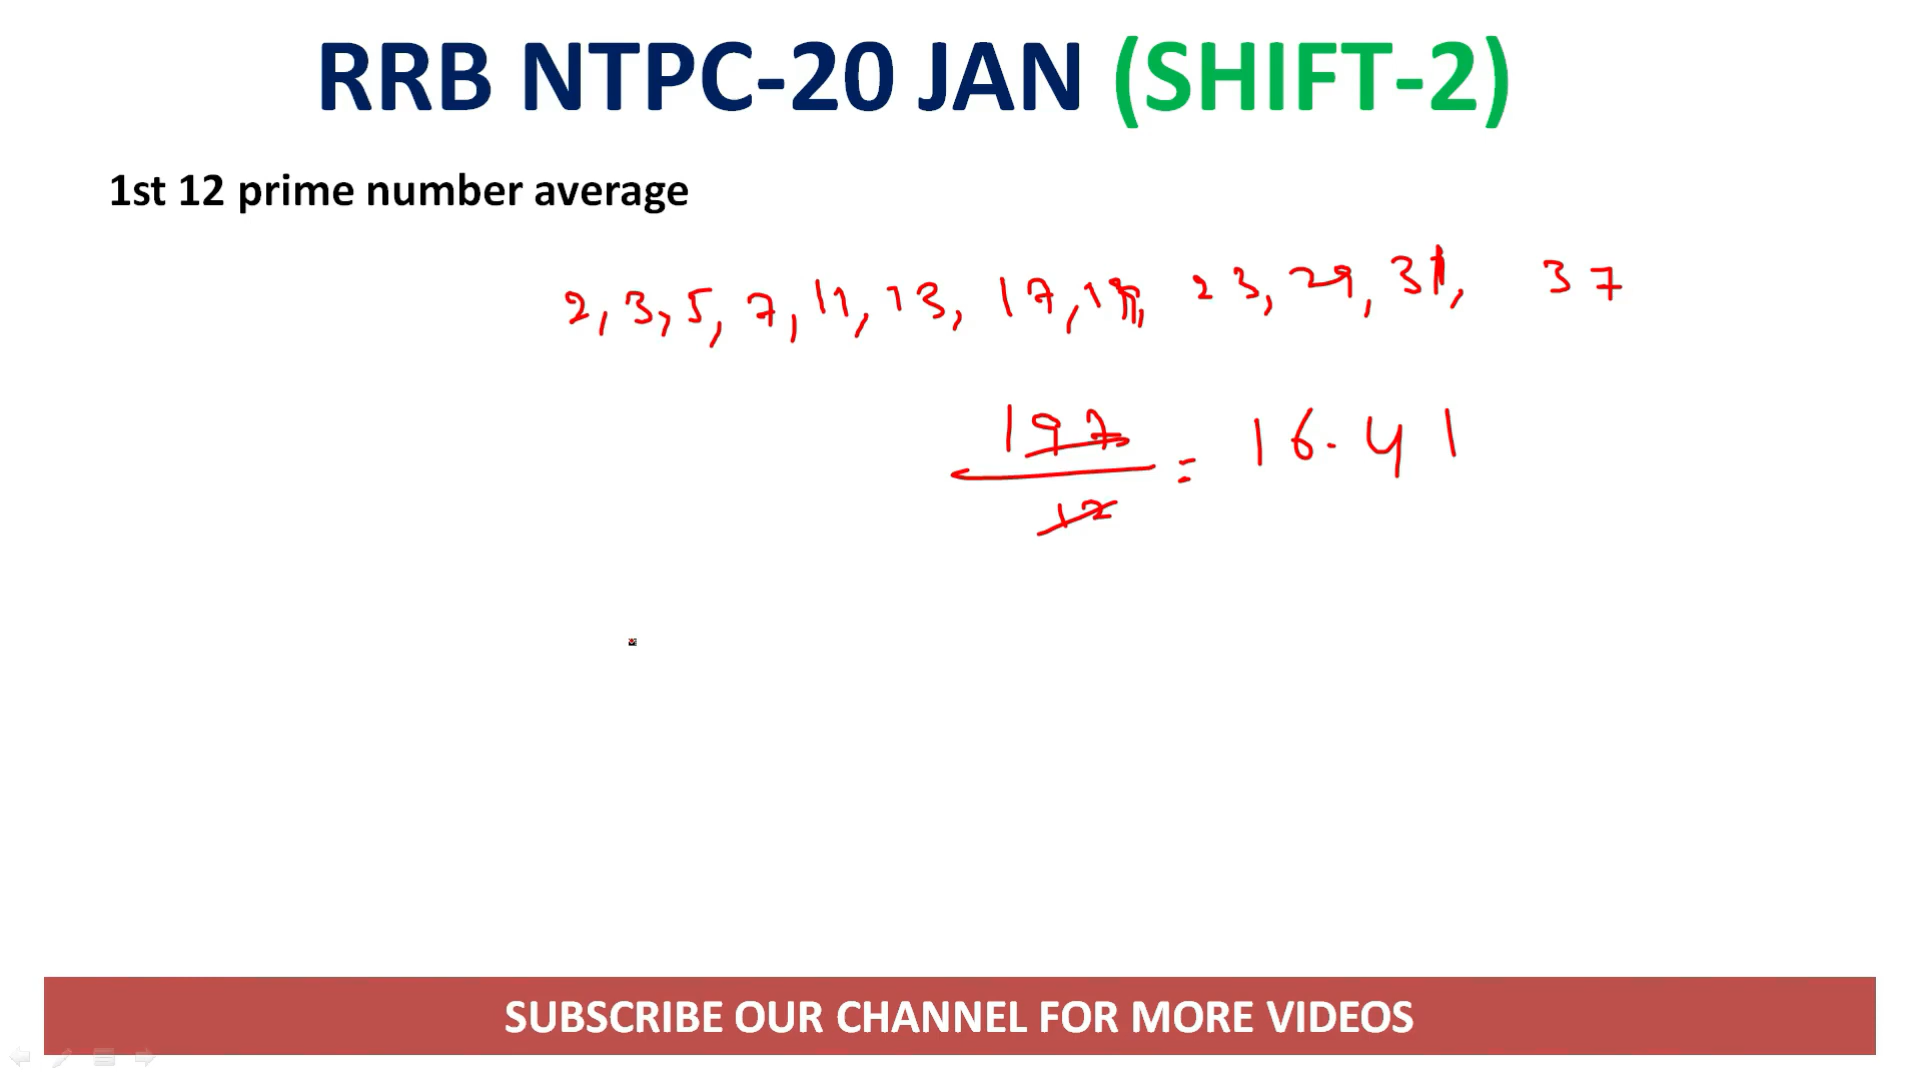 RRB NTPC-20 JAN (SHIFT-2)
1st 12 prime number average
2, 3, 5, 7, 11, 13, 17, 19, 23, 29, 31, 37
197
12
= 16.41
SUBSCRIBE OUR CHANNEL FOR MORE VIDEOS